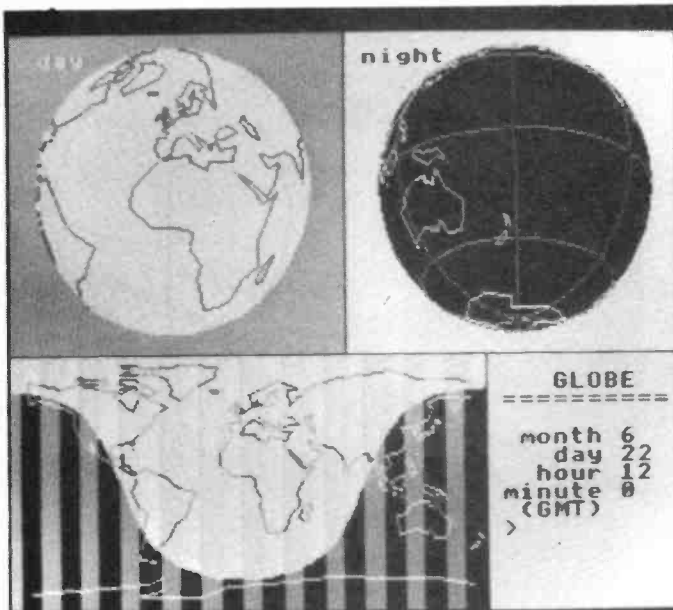 day
night
GLOBE
==========
month 6
day 22
hour 12
minute 0
(GMT)
>